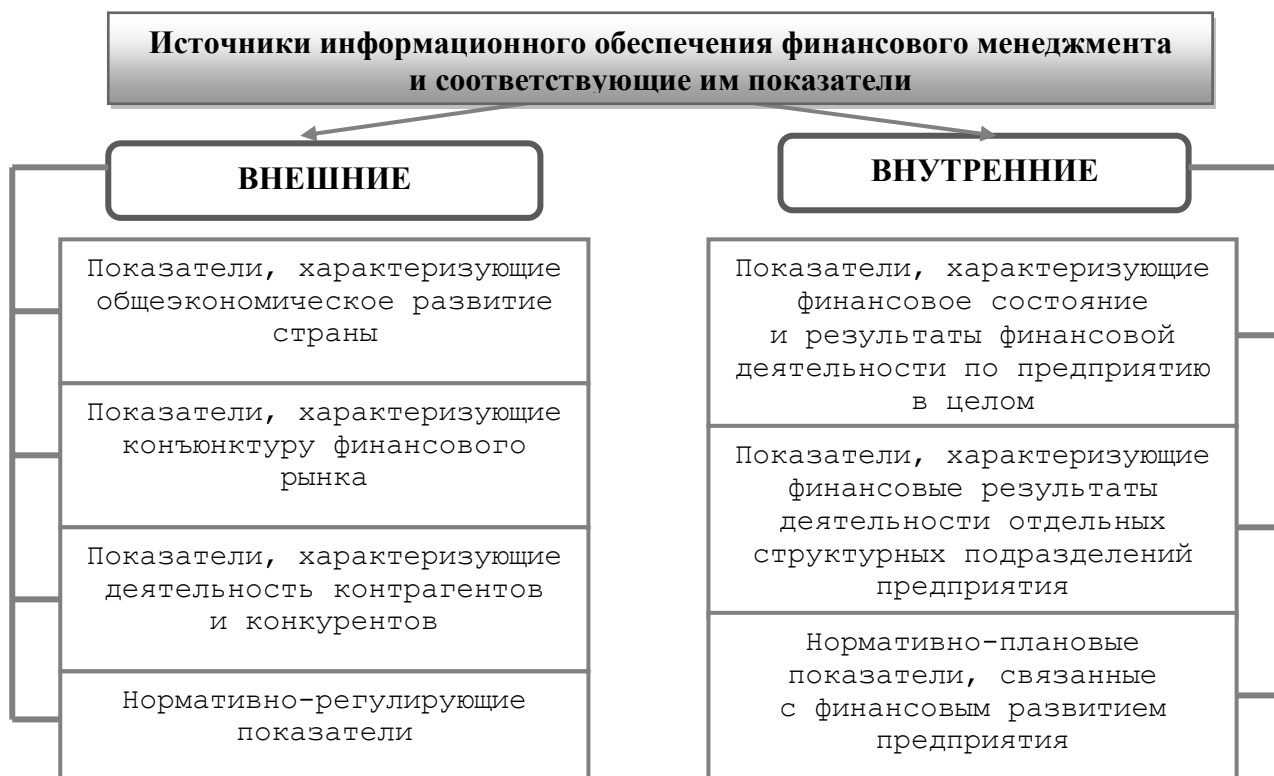 Источники информационного обеспечения финансового менеджмента
и соответствующие им показатели
ВНЕШНИЕ
Показатели, характеризующие
общеэкономическое развитие
страны
Показатели, характеризующие
конъюнктуру финансового
рынка
Показатели, характеризующие
деятельность контрагентов
и конкурентов
Нормативно-регулирующие
показатели
ВНУТРЕННИЕ
Показатели, характеризующие
финансовое состояние
и результаты финансовой
деятельности по предприятию
в целом
Показатели, характеризующие
финансовые результаты
деятельности отдельных
структурных подразделений
предприятия
Нормативно-плановые
показатели, связанные
с финансовым развитием
предприятия